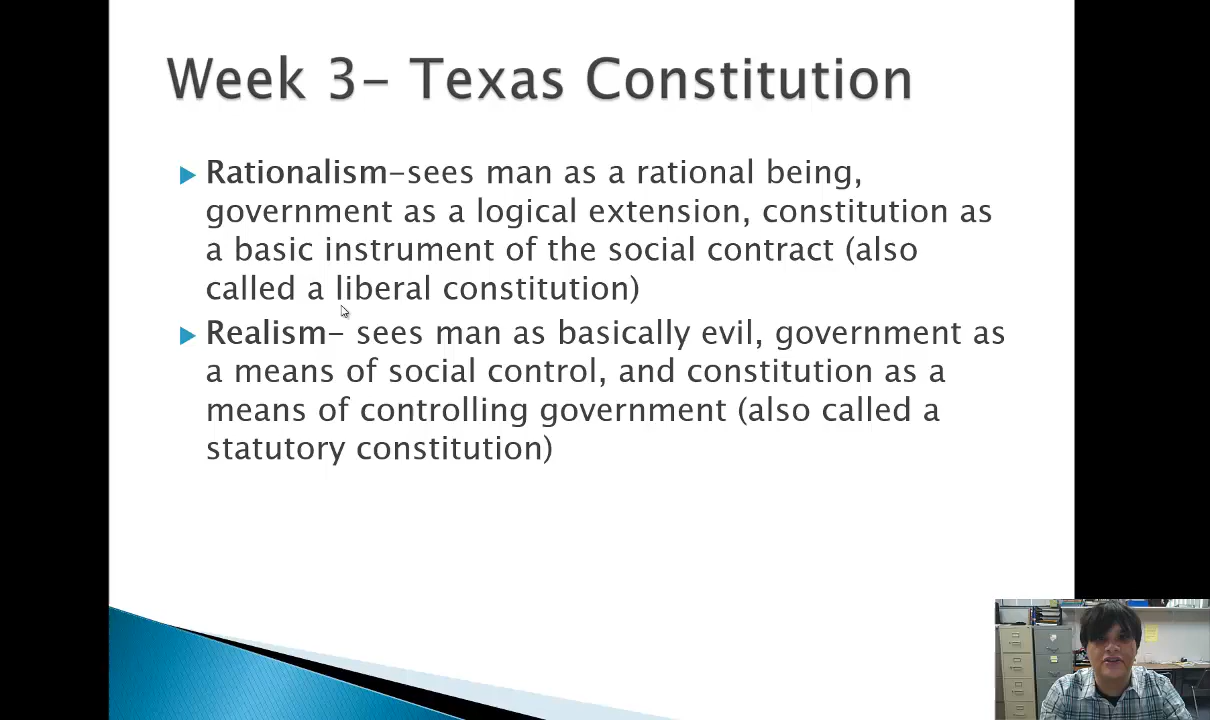 Week 3- Texas Constitution
Rationalism-sees man as a rational being,
government as a logical extension, constitution as
a basic instrument of the social contract (also
called a liberal constitution)
Realism- sees man as basically evil, government as
a means of social control, and constitution as a
means of controlling government (also called a
statutory constitution)